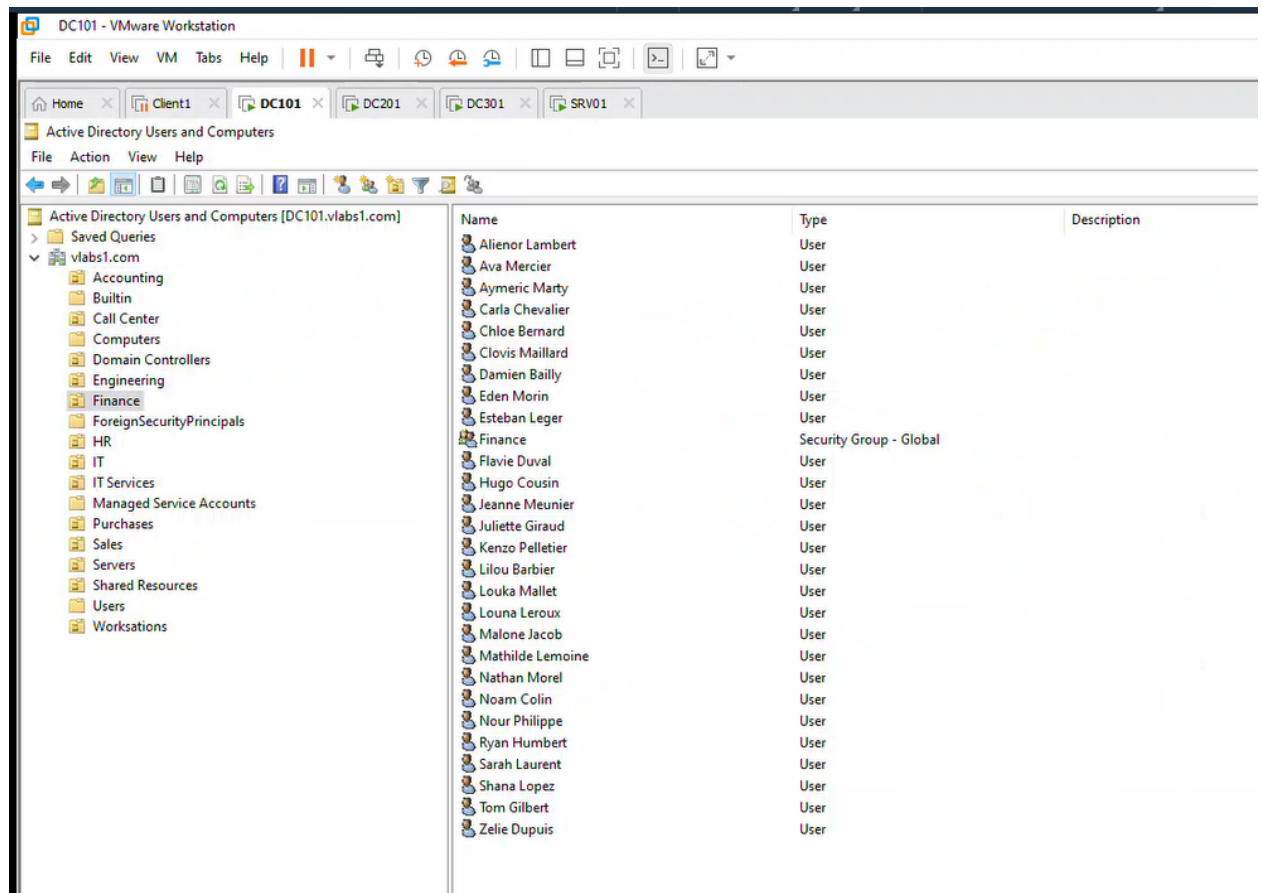 DC101 - VMware Workstation
File Edit View VM Tabs Help
Home Client1 DC101 DC201 DC301 SRV01
Active Directory Users and Computers
File Action View Help
Active Directory Users and Computers [DC101.vlabs1.com]
Saved Queries
vlabs1.com
Accounting
Builtin
Call Center
Computers
Domain Controllers
Engineering
Finance
ForeignSecurityPrincipals
HR
IT
IT Services
Managed Service Accounts
Purchases
Sales
Servers
Shared Resources
Users
Worksations
Name Type Description
Alienor Lambert User
Ava Mercier User
Aymeric Marty User
Carla Chevalier User
Chloe Bernard User
Clovis Maillard User
Damien Bailly User
Eden Morin User
Esteban Leger User
Finance Security Group - Global
Flavie Duval User
Hugo Cousin User
Jeanne Meunier User
Juliette Giraud User
Kenzo Pelletier User
Lilou Barbier User
Louka Mallet User
Louna Leroux User
Malone Jacob User
Mathilde Lemoine User
Nathan Morel User
Noam Colin User
Nour Philippe User
Ryan Humbert User
Sarah Laurent User
Shana Lopez User
Tom Gilbert User
Zelie Dupuis User